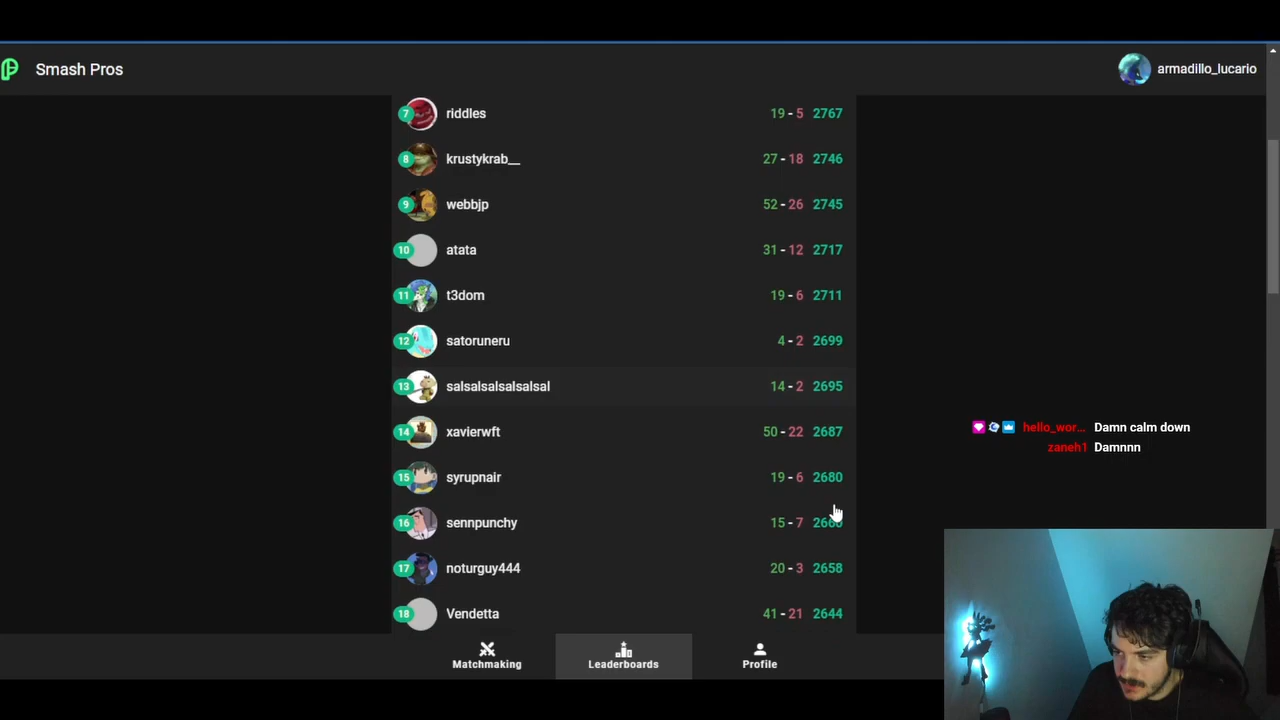 Smash Pros
armadillo_lucario
7 riddles 19 - 5 2767
8 krustykrab__ 27 - 18 2746
9 webbjp 52 - 26 2745
10 atata 31 - 12 2717
11 t3dom 19 - 6 2711
12 satoruneru 4 - 2 2699
13 salsalsalsalsalsal 14 - 2 2695
14 xavierwft 50 - 22 2687
hello_wor... Damn calm down
zaneh1 Damnnn
15 syrupnair 19 - 6 2680
16 sennpunchy 15 - 7
17 noturguy444 20 - 3 2658
18 Vendetta 41 - 21 2644
Matchmaking Leaderboards Profile